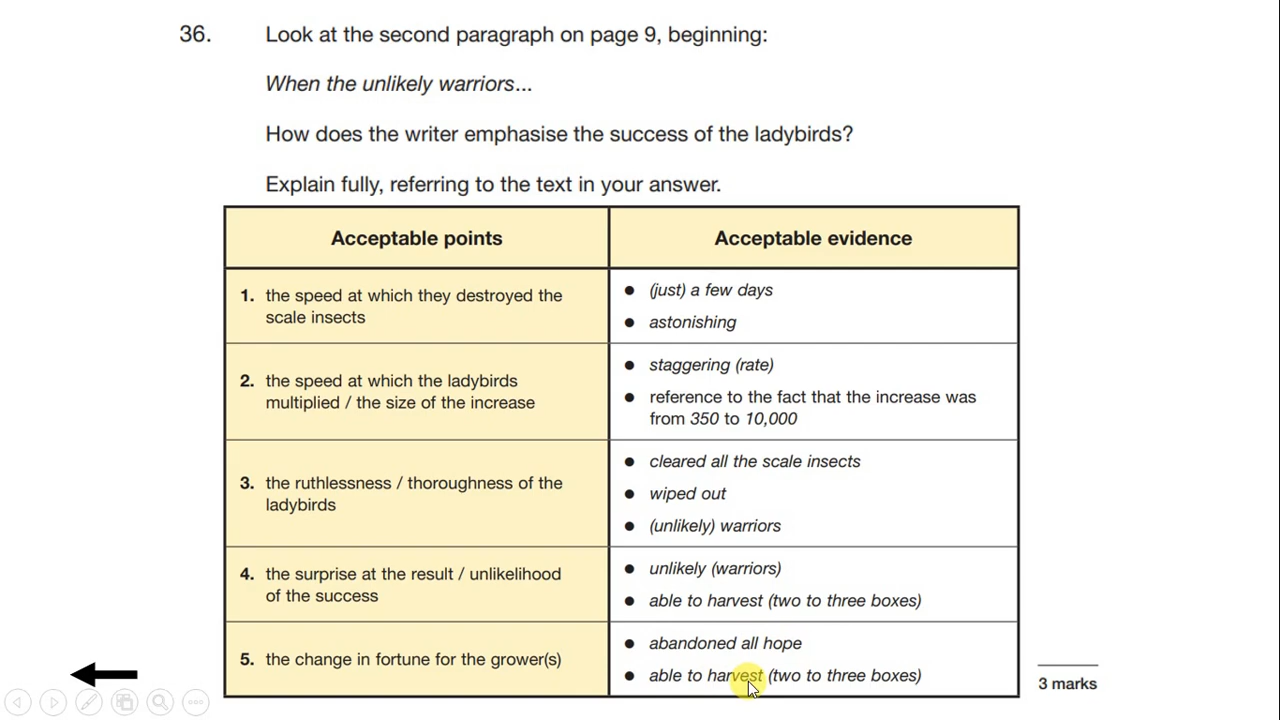 36. Look at the second paragraph on page 9, beginning:
When the unlikely warriors...
How does the writer emphasise the success of the ladybirds?
Explain fully, referring to the text in your answer.
Acceptable points
Acceptable evidence
1. the speed at which they destroyed the
scale insects
● (just) a few days
● astonishing
2. the speed at which the ladybirds
multiplied / the size of the increase
● staggering (rate)
● reference to the fact that the increase was
from 350 to 10,000
3. the ruthlessness / thoroughness of the
ladybirds
● cleared all the scale insects
● wiped out
● (unlikely) warriors
4. the surprise at the result / unlikelihood
of the success
● unlikely (warriors)
● able to harvest (two to three boxes)
5. the change in fortune for the grower(s)
● abandoned all hope
● able to harvest (two to three boxes)
3 marks